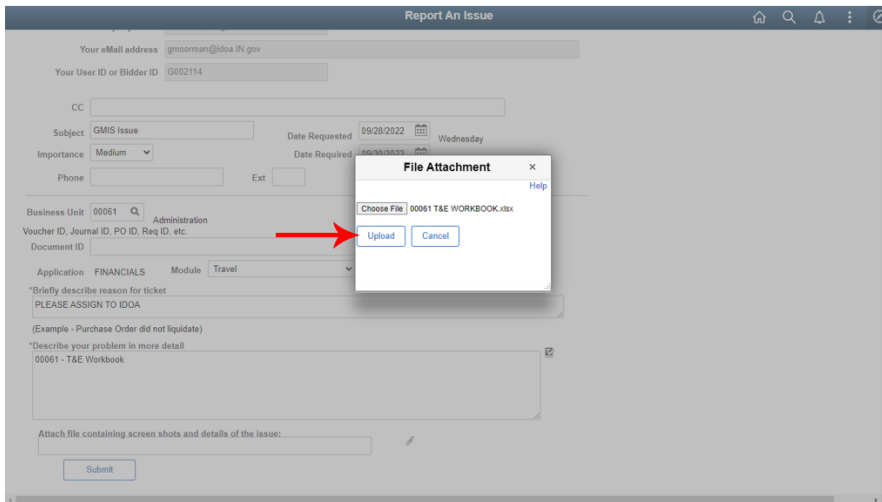 Report An Issue
Your eMail address gmoorman@idoa.IN.gov
Your User ID or Bidder ID G002114
CC
Subject GMIS Issue Date Requested 09/28/2022 Wednesday
Importance Medium Date Required 09/30/2022
Phone Ext
File Attachment ×
Help
Choose File 00061 T&E WORKBOOK.xlsx
Upload Cancel
Business Unit 00061 Administration
Voucher ID, Journal ID, PO ID, Req ID, etc.
Document ID
Application FINANCIALS Module Travel
*Briefly describe reason for ticket
PLEASE ASSIGN TO IDOA
(Example - Purchase Order did not liquidate)
*Describe your problem in more detail
00061 - T&E Workbook
Attach file containing screen shots and details of the issue:
Submit